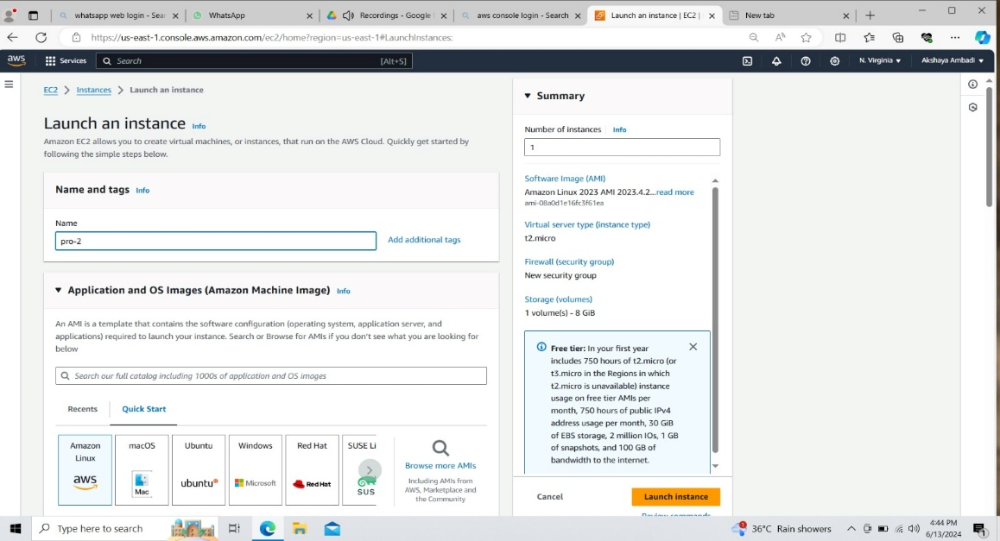 whatsapp web login - Sear
WhatsApp
Recordings - Google
aws console login - Search
Launch an instance | EC2 |
New tab
https://us-east-1.console.aws.amazon.com/ec2/home?region=us-east-1#LaunchInstances:
aws
Services
Search
[Alt+S]
N. Virginia
Akshaya Ambadi
EC2 > Instances > Launch an instance
Launch an instance Info
Amazon EC2 allows you to create virtual machines, or instances, that run on the AWS Cloud. Quickly get started by
following the simple steps below.
Name and tags Info
Name
pro-2
Add additional tags
Application and OS Images (Amazon Machine Image) Info
An AMI is a template that contains the software configuration (operating system, application server, and
applications) required to launch your instance. Search or Browse for AMIs if you don't see what you are looking for
below
Search our full catalog including 1000s of application and OS images
Recents
Quick Start
Amazon
Linux
aws
macOS
Mac
Ubuntu
ubuntu
Windows
Microsoft
Red Hat
Red Hat
SUSE Li
SUS
Browse more AMIs
Including AMIs from
AWS, Marketplace and
the Community
Summary
Number of instances Info
1
Software Image (AMI)
Amazon Linux 2023 AMI 2023.4.2...read more
ami-08a0d1e16fc3f61ea
Virtual server type (instance type)
t2.micro
Firewall (security group)
New security group
Storage (volumes)
1 volume(s) - 8 GiB
Free tier: In your first year
includes 750 hours of t2.micro (or
t3.micro in the Regions in which
t2.micro is unavailable) instance
usage on free tier AMIs per
month, 750 hours of public IPv4
address usage per month, 30 GiB
of EBS storage, 2 million IOs, 1 GB
of snapshots, and 100 GB of
bandwidth to the internet.
Cancel
Launch instance
Review commands
Type here to search
36°C Rain showers
4:44 PM
6/13/2024